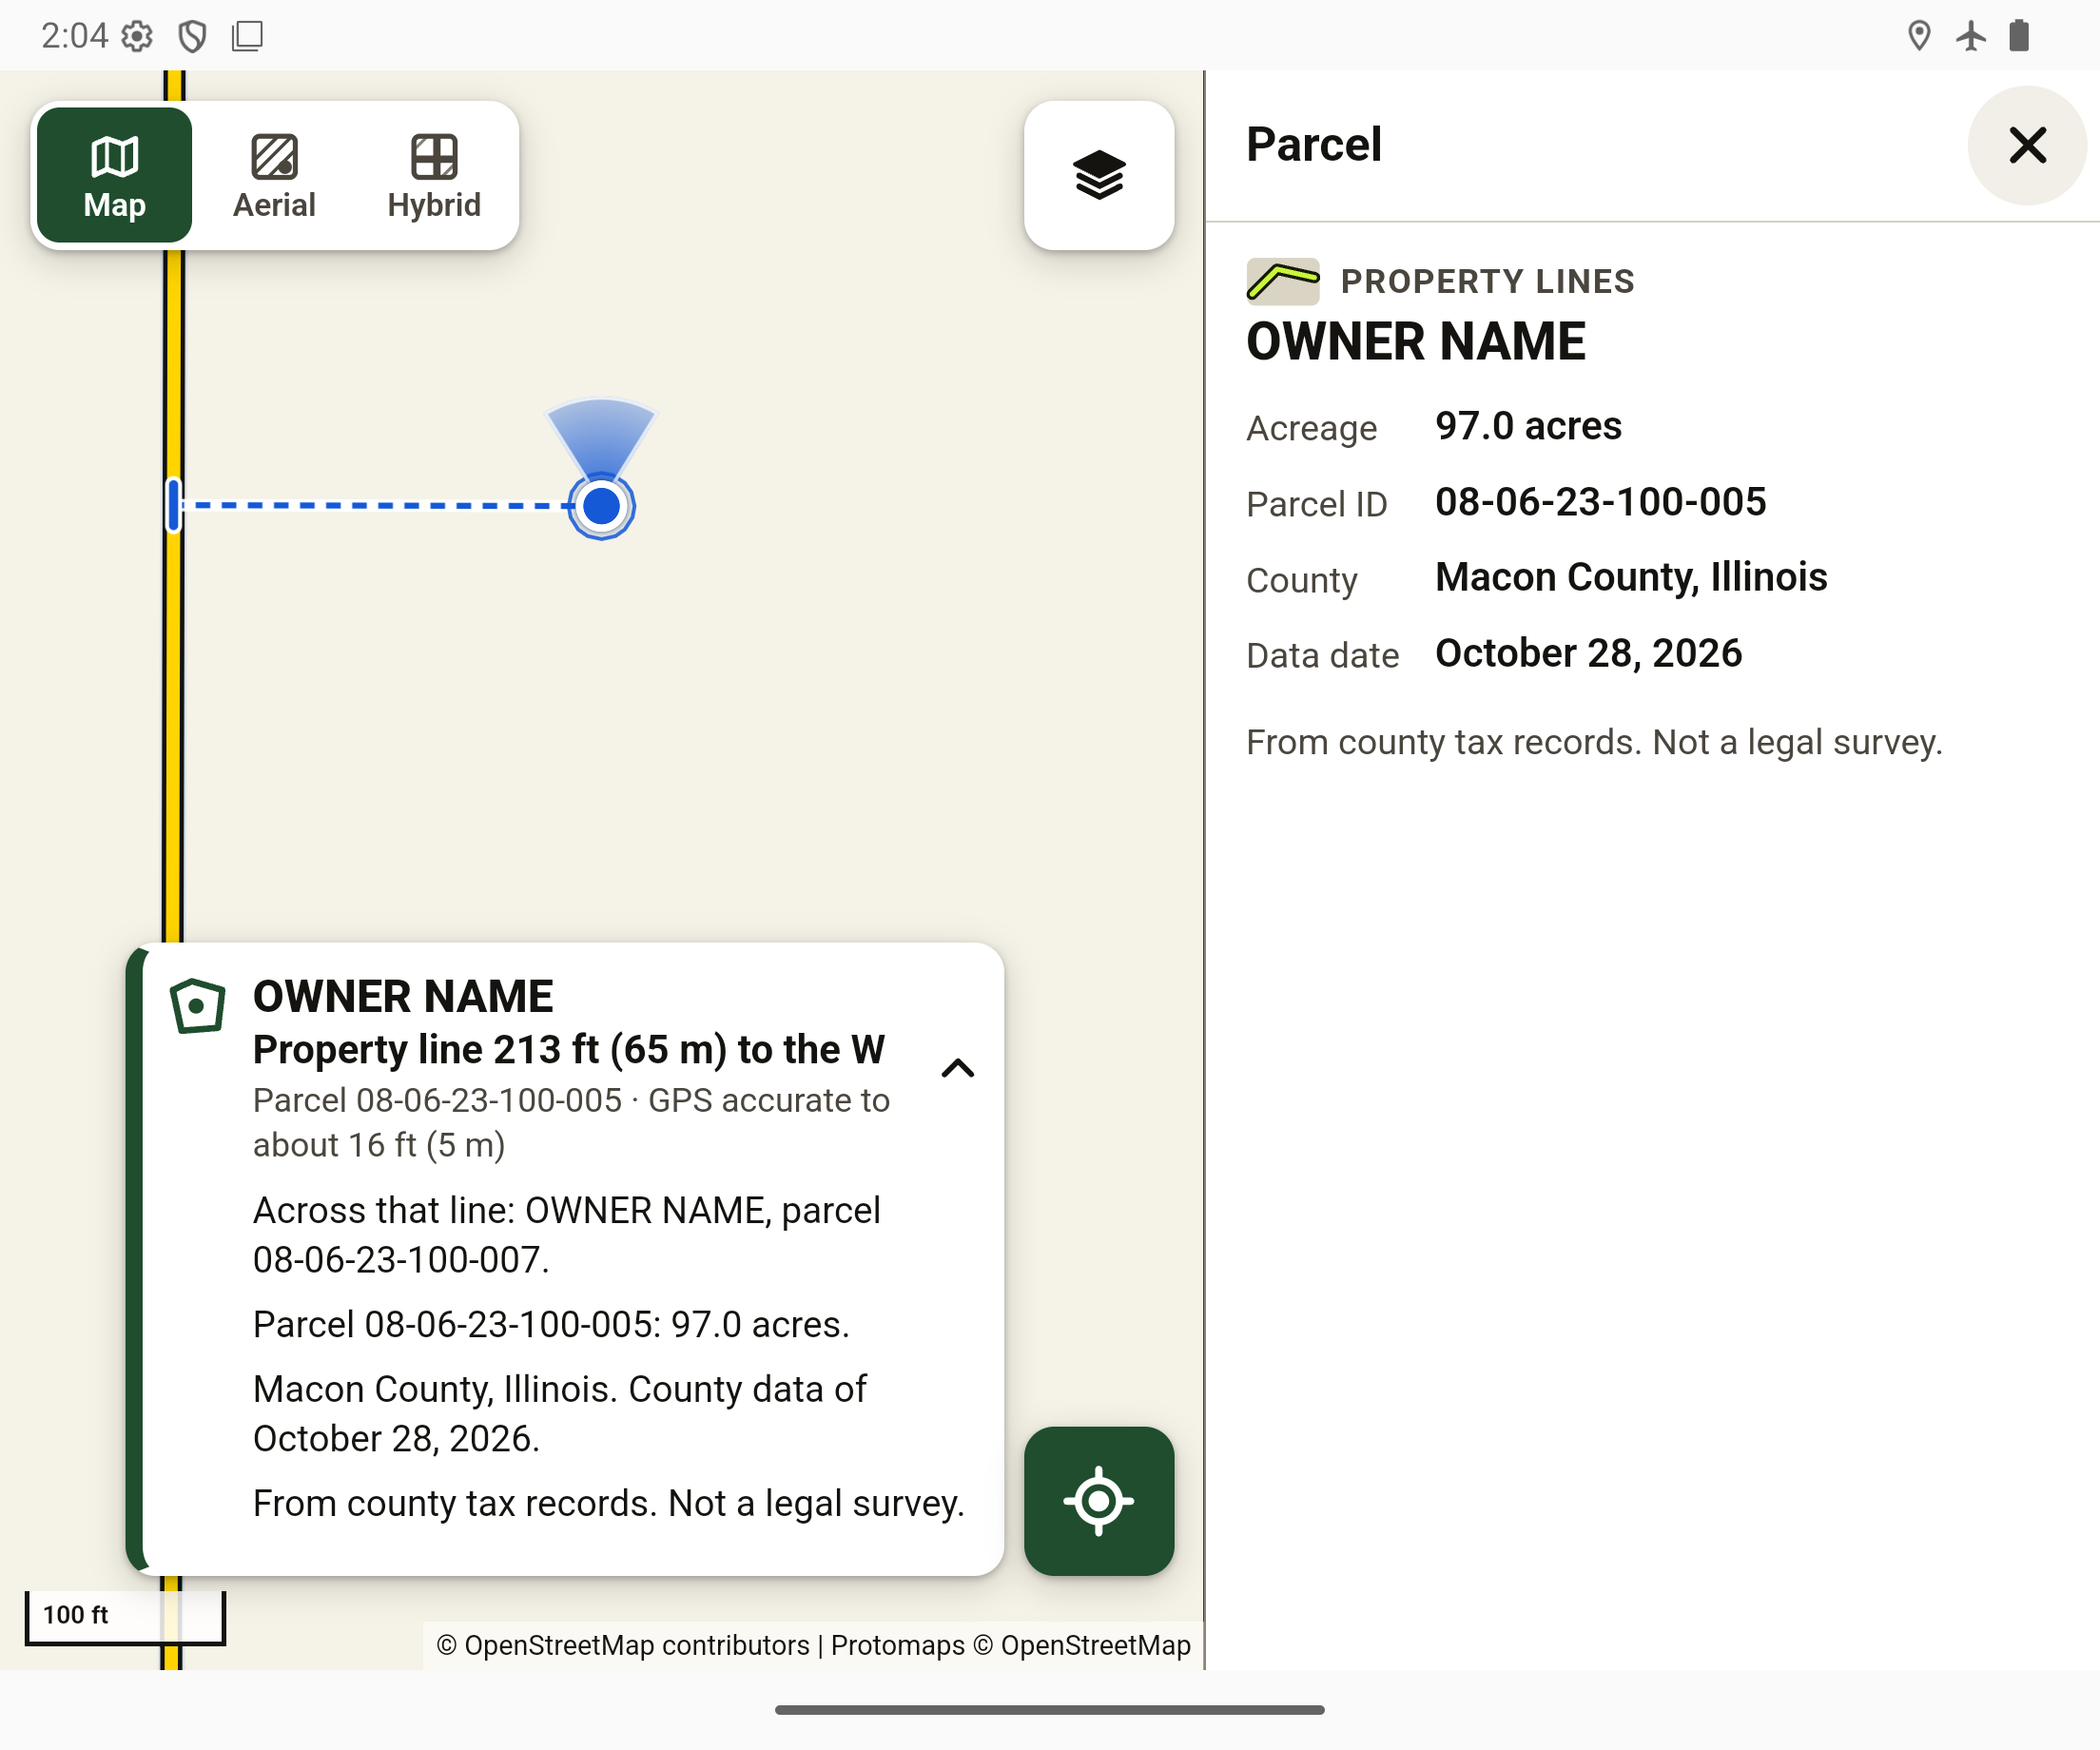 2:04
Map
Aerial
Hybrid
OWNER NAME
Property line 213 ft (65 m) to the W
Parcel 08-06-23-100-005 · GPS accurate to
about 16 ft (5 m)
Across that line: OWNER NAME, parcel
08-06-23-100-007.
Parcel 08-06-23-100-005: 97.0 acres.
Macon County, Illinois. County data of
October 28, 2026.
From county tax records. Not a legal survey.
100 ft
© OpenStreetMap contributors | Protomaps © OpenStreetMap
Parcel
PROPERTY LINES
OWNER NAME
Acreage 97.0 acres
Parcel ID 08-06-23-100-005
County Macon County, Illinois
Data date October 28, 2026
From county tax records. Not a legal survey.